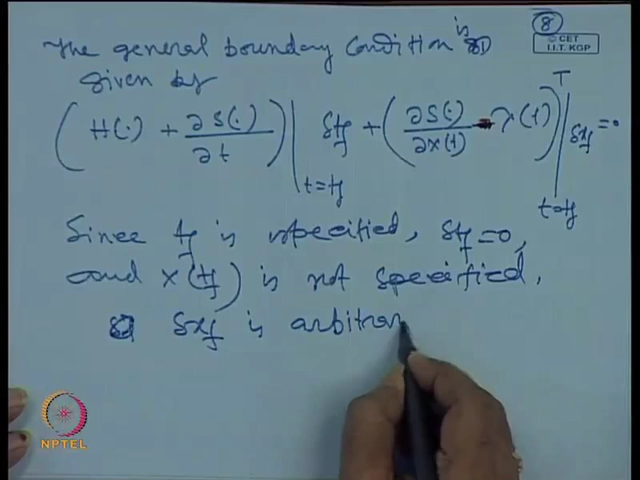 8
© CET
I.I.T. KGP
The general boundary condition is
given by
(H(·) + ∂S(·)/∂t)|t=tf δtf + (∂S(·)/∂x(t) - λ(t))^T|t=tf δxf = 0
Since tf is specified, δtf = 0,
and x(tf) is not specified,
δxf is arbitrar
NPTEL